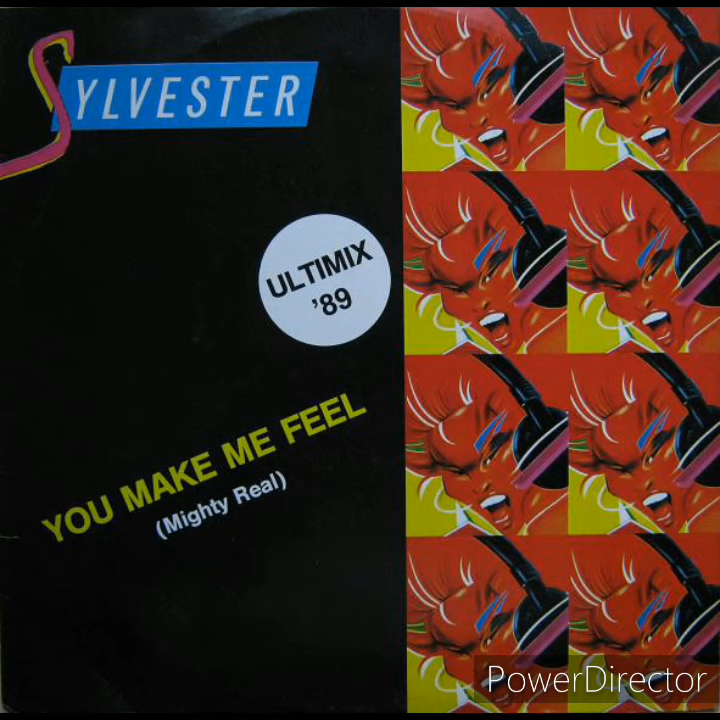 SYLVESTER
ULTIMIX
'89
YOU MAKE ME FEEL
(Mighty Real)
PowerDirector